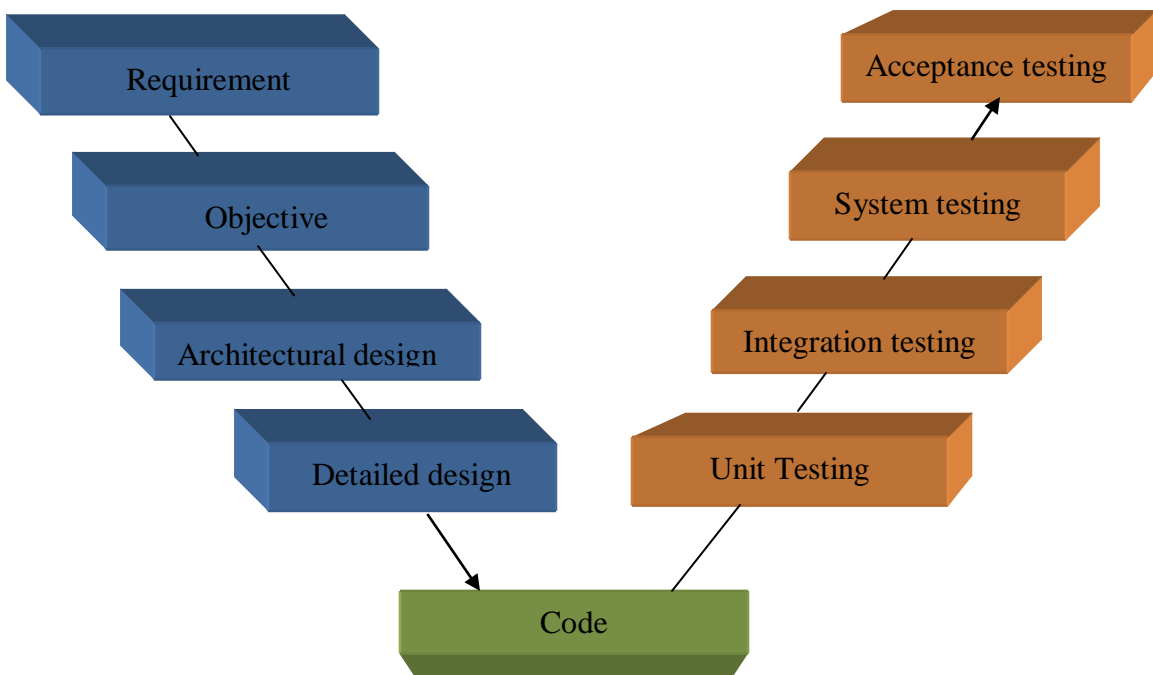 Requirement
Objective
Architectural design
Detailed design
Code
Unit Testing
Integration testing
System testing
Acceptance testing